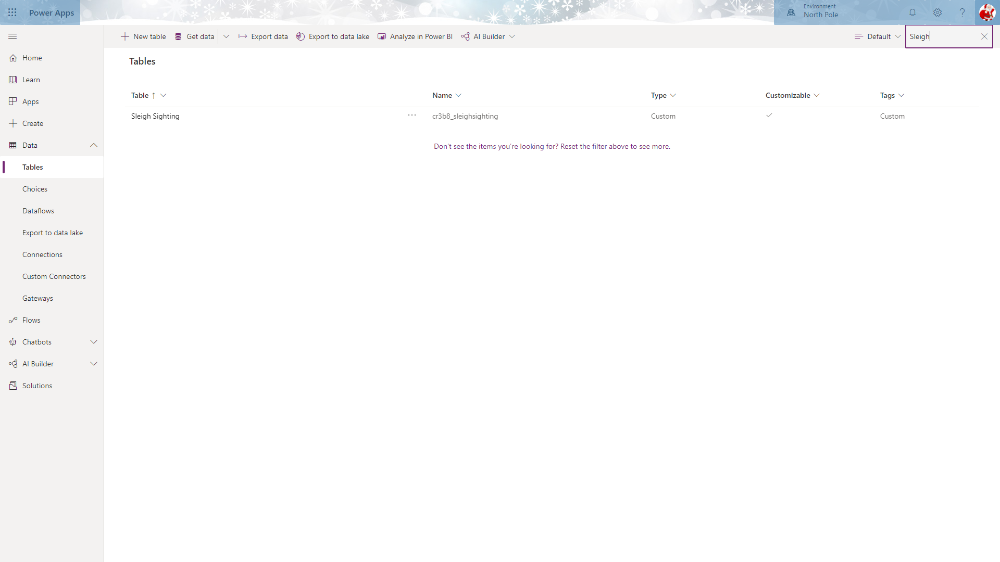 Power Apps
Environment
North Pole
New table
Get data
Export data
Export to data lake
Analyze in Power BI
AI Builder
Default
Sleigh
Home
Learn
Apps
Create
Data
Tables
Choices
Dataflows
Export to data lake
Connections
Custom Connectors
Gateways
Flows
Chatbots
AI Builder
Solutions
Tables
Table ↑ Name Type Customizable Tags
Sleigh Sighting ··· cr3b8_sleighsighting Custom ✓ Custom
Don't see the items you're looking for? Reset the filter above to see more.